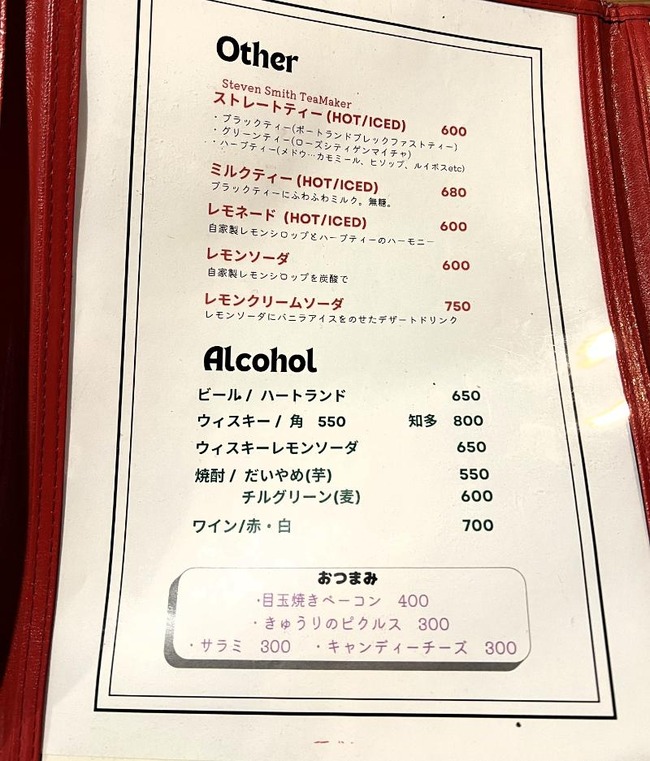 Other
Steven Smith TeaMaker
ストレートティー (HOT/ICED) 600
・ブラックティー(ポートランドブレックファストティー)
・グリーンティー(ローズシティゲンマイチャ)
・ハーブティー(メドウ…カモミール、ヒソップ、ルイボスetc)
ミルクティー (HOT/ICED) 680
ブラックティーにふわふわミルク。無糖。
レモネード (HOT/ICED) 600
自家製レモンシロップとハーブティーのハーモニー
レモンソーダ 600
自家製レモンシロップを炭酸で
レモンクリームソーダ 750
レモンソーダにバニラアイスをのせたデザートドリンク
Alcohol
ビール / ハートランド 650
ウィスキー / 角 550 知多 800
ウィスキーレモンソーダ 650
焼酎 / だいやめ(芋) 550
チルグリーン(麦) 600
ワイン/赤・白 700
おつまみ
・目玉焼きベーコン 400
・きゅうりのピクルス 300
・サラミ 300 ・キャンディーチーズ 300